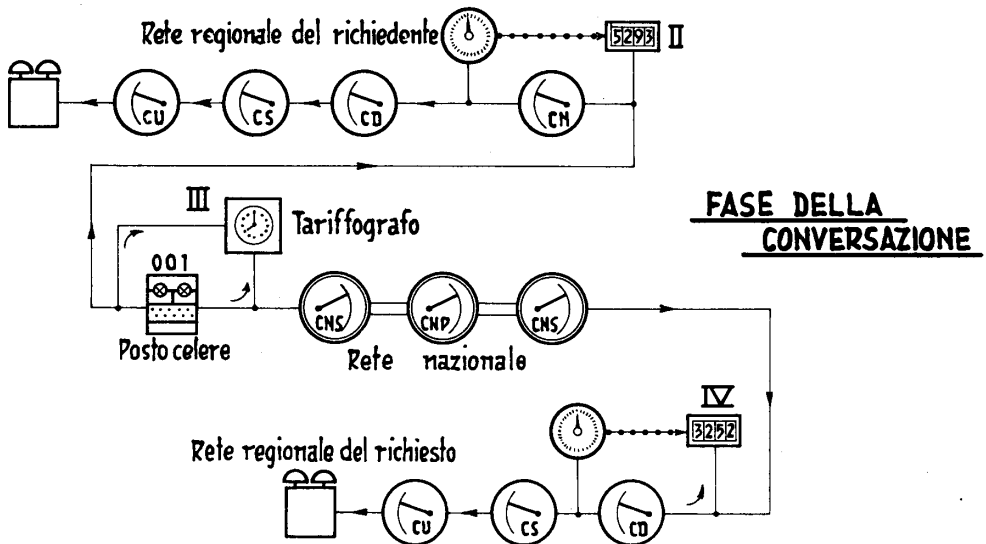 Rete regionale del richiedente
5293 II
CU CS CD CN
III
Tariffografo
FASE DELLA
CONVERSAZIONE
001
CNS CNP CNS
Posto celere
Rete nazionale
IV
3252
Rete regionale del richiesto
CU CS CD